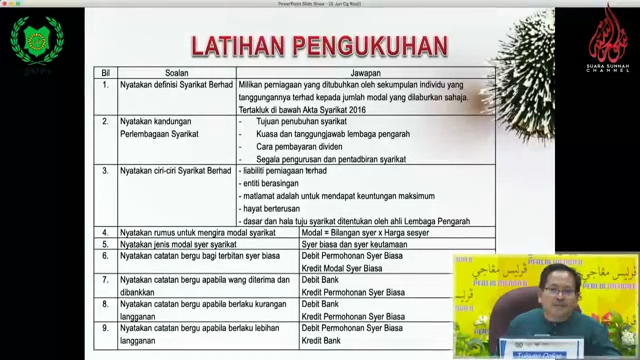 PowerPoint Slide Show - [5 Jun Cg Rosli]
LATIHAN PENGUKUHAN
SUARA SUNNAH
CHANNEL
Bil Soalan Jawapan
1. Nyatakan definisi Syarikat Berhad Milikan perniagaan yang ditubuhkan oleh sekumpulan individu yang
tanggungannya terhad kepada jumlah modal yang dilaburkan sahaja.
Tertakluk di bawah Akta Syarikat 2016
2. Nyatakan kandungan - Tujuan penubuhan syarikat
Perlembagaan Syarikat - Kuasa dan tanggungjawab lembaga pengarah
- Cara pembayaran dividen
- Segala pengurusan dan pentadbiran syarikat
3. Nyatakan ciri-ciri Syarikat Berhad - liabiliti perniagaan terhad
- entiti berasingan
- matlamat adalah untuk mendapat keuntungan maksimum
- hayat berterusan
- dasar dan hala tuju syarikat ditentukan oleh ahli Lembaga Pengarah
4. Nyatakan rumus untuk mengira modal syarikat Modal = Bilangan syer x Harga sesyer
5. Nyatakan jenis modal syer syarikat Syer biasa dan syer keutamaan
6. Nyatakan catatan bergu bagi terbitan syer biasa Debit Permohonan Syer Biasa
Kredit Modal Syer Biasa
7. Nyatakan catatan bergu apabila wang diterima dan Debit Bank
dibankkan Kredit Permohonan Syer Biasa
8. Nyatakan catatan bergu apabila berlaku kurangan Debit Bank
langganan Kredit Permohonan Syer Biasa
9. Nyatakan catatan bergu apabila berlaku lebihan Debit Permohonan Syer Biasa
langganan Kredit Bank